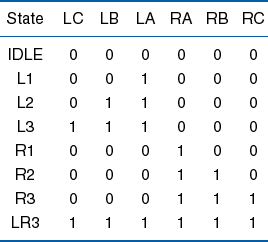 State LC LB LA RA RB RC
IDLE 0 0 0 0 0 0
L1 0 0 1 0 0 0
L2 0 1 1 0 0 0
L3 1 1 1 0 0 0
R1 0 0 0 1 0 0
R2 0 0 0 1 1 0
R3 0 0 0 1 1 1
LR3 1 1 1 1 1 1